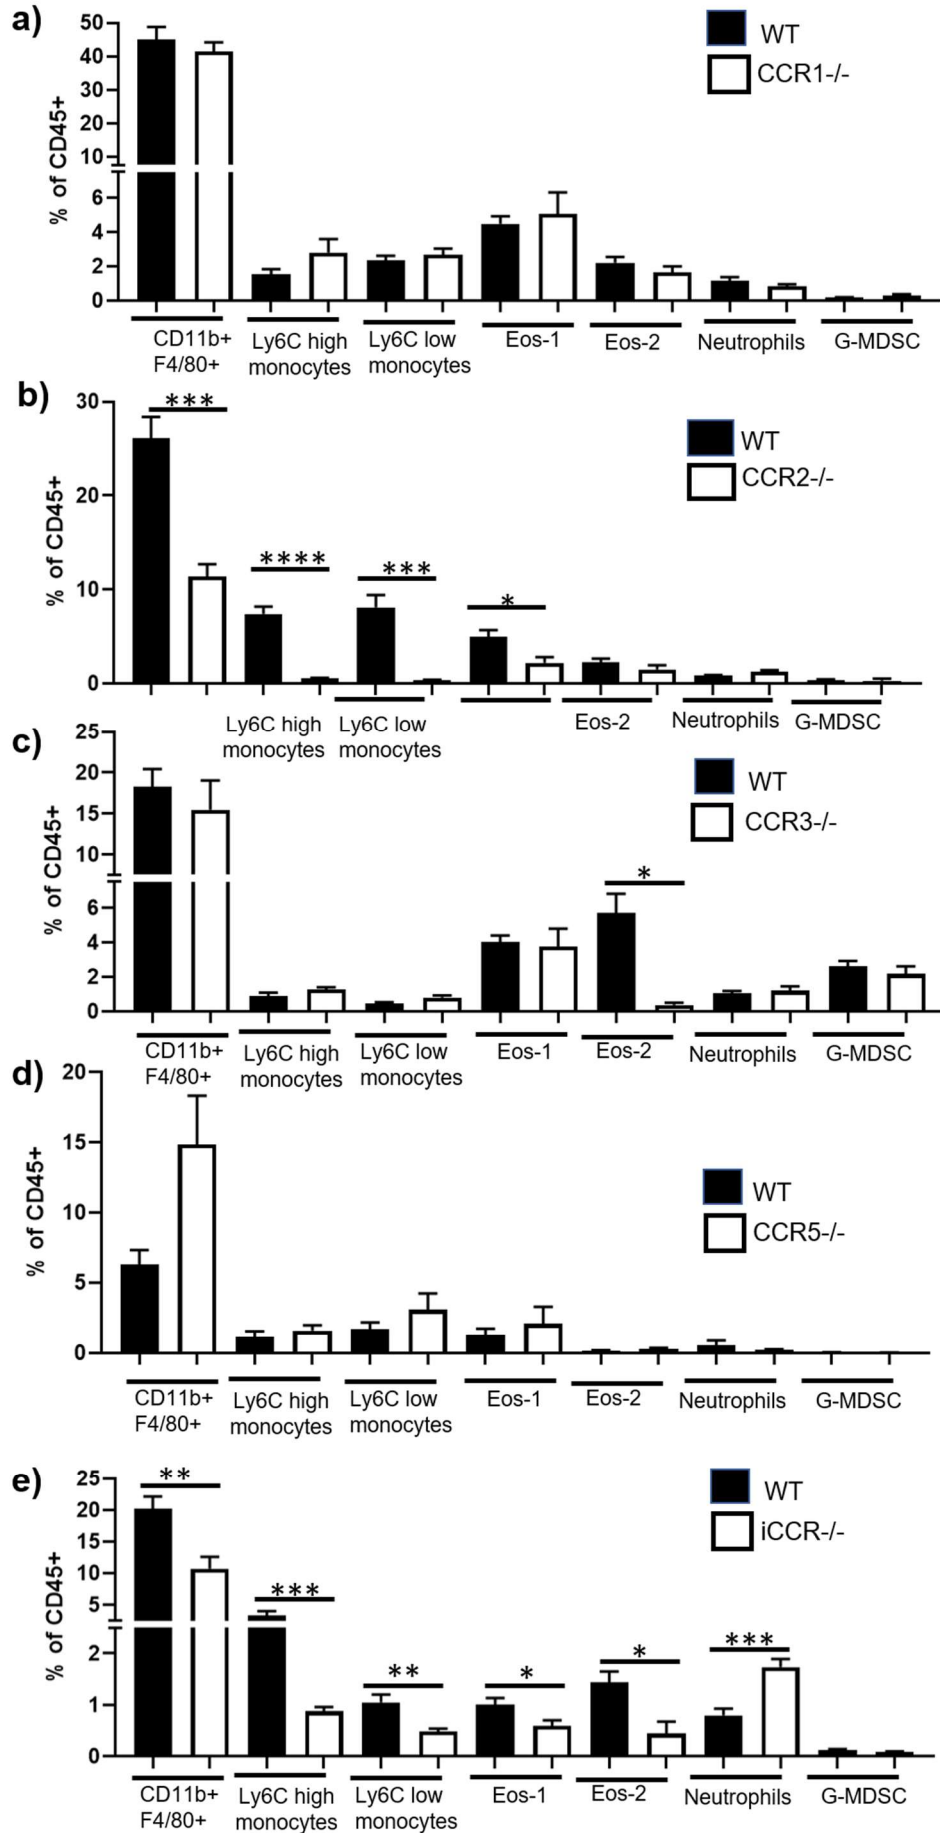 a)
50
40
30
20
10
6
4
2
0
% of CD45+
WT
CCR1-/-
CD11b+
F4/80+
Ly6C high
monocytes
Ly6C low
monocytes
Eos-1
Eos-2
Neutrophils
G-MDSC
b)
30
20
10
0
% of CD45+
***
****
***
*
WT
CCR2-/-
Ly6C high
monocytes
Ly6C low
monocytes
Eos-2
Neutrophils
G-MDSC
c)
25
20
15
10
6
4
2
0
% of CD45+
*
WT
CCR3-/-
CD11b+
F4/80+
Ly6C high
monocytes
Ly6C low
monocytes
Eos-1
Eos-2
Neutrophils
G-MDSC
d)
20
15
10
5
0
% of CD45+
WT
CCR5-/-
CD11b+
F4/80+
Ly6C high
monocytes
Ly6C low
monocytes
Eos-1
Eos-2
Neutrophils
G-MDSC
e)
25
20
15
10
5
2
1
0
% of CD45+
**
***
**
*
*
***
WT
iCCR-/-
CD11b+
F4/80+
Ly6C high
monocytes
Ly6C low
monocytes
Eos-1
Eos-2
Neutrophils
G-MDSC